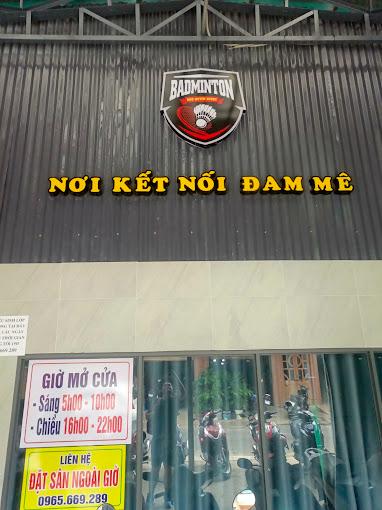 BADMINTON
NƠI KẾT NỐI ĐAM MÊ
GIỜ MỞ CỬA
- Sáng 5h00 - 10h00
- Chiều 16h00 - 22h00
LIÊN HỆ
ĐẶT SÂN NGOÀI GIỜ
0965.669.289